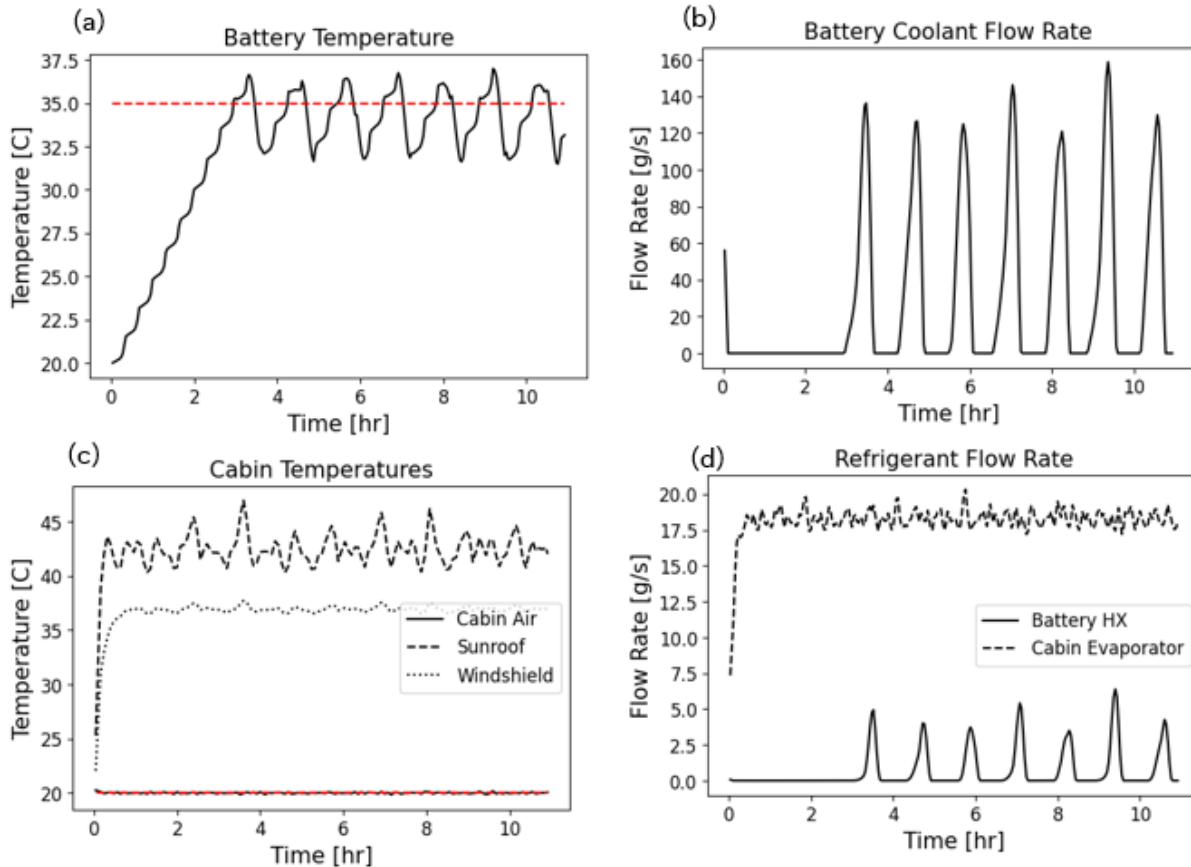 (a)
Battery Temperature
37.5
35.0
32.5
30.0
27.5
25.0
22.5
20.0
Temperature [C]
0 2 4 6 8 10
Time [hr]
(b)
Battery Coolant Flow Rate
160
140
120
100
80
60
40
20
0
Flow Rate [g/s]
0 2 4 6 8 10
Time [hr]
(c)
Cabin Temperatures
45
40
35
30
25
20
Temperature [C]
Cabin Air
Sunroof
Windshield
0 2 4 6 8 10
Time [hr]
(d)
Refrigerant Flow Rate
20.0
17.5
15.0
12.5
10.0
7.5
5.0
2.5
0.0
Flow Rate [g/s]
Battery HX
Cabin Evaporator
0 2 4 6 8 10
Time [hr]